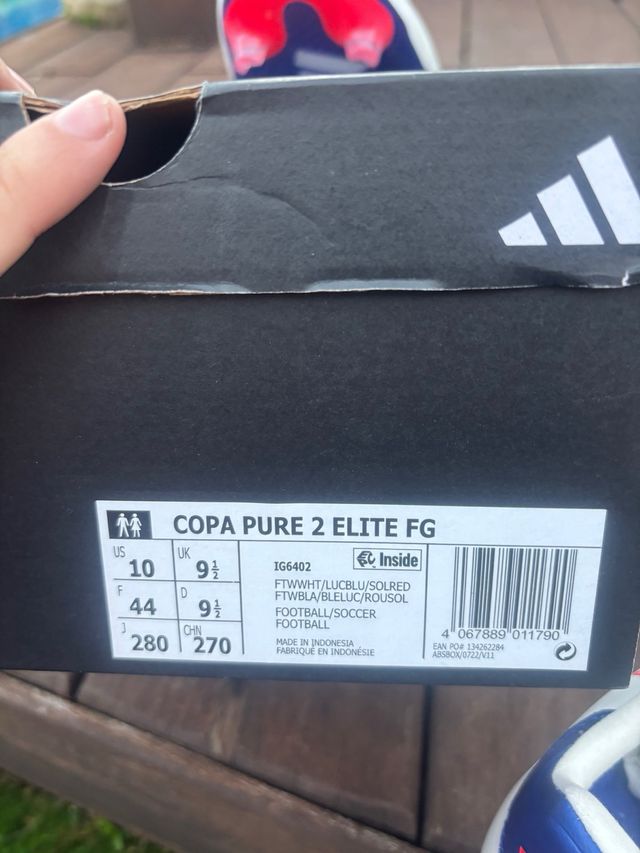 COPA PURE 2 ELITE FG
US 10 UK 9½
F 44 D 9½
J 280 CHN 270
IG6402
Inside
FTWWHT/LUCBLU/SOLRED
FTWBLA/BLELUC/ROUSOL
FOOTBALL/SOCCER
FOOTBALL
MADE IN INDONESIA
FABRIQUÉ EN INDONÉSIE
4 067889 011790
EAN PO# 134262284
ABSBOX/0722/V11